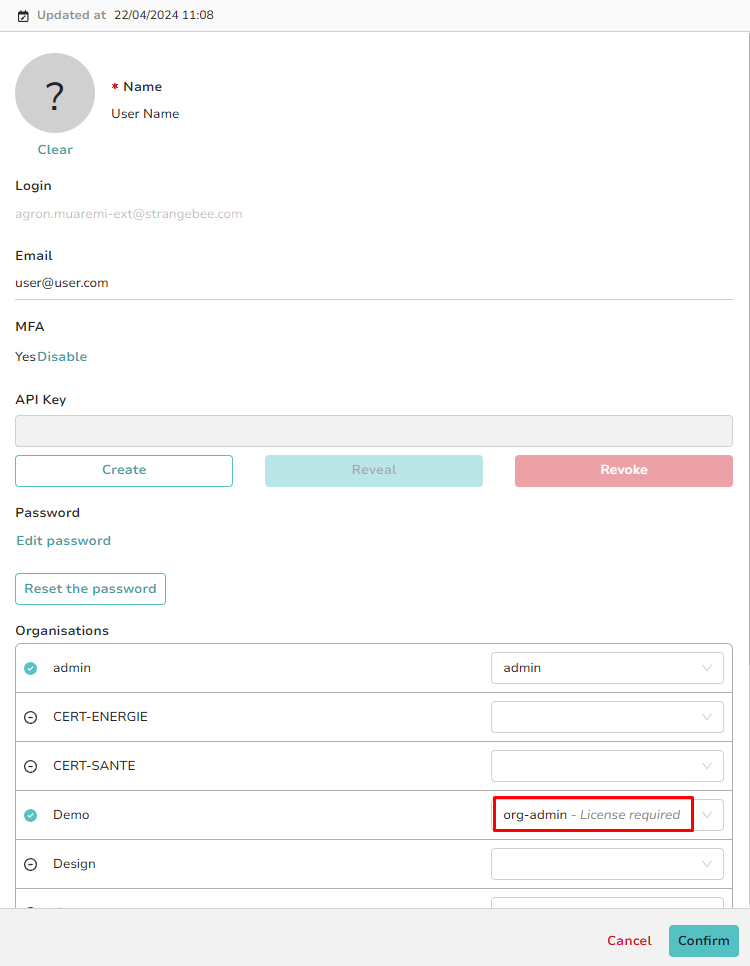 Updated at 22/04/2024 11:08
?
* Name
User Name
Clear
Login
agron.muaremi-ext@strangebee.com
Email
user@user.com
MFA
YesDisable
API Key
Create Reveal Revoke
Password
Edit password
Reset the password
Organisations
admin admin
CERT-ENERGIE
CERT-SANTE
Demo org-admin - License required
Design
Cancel Confirm